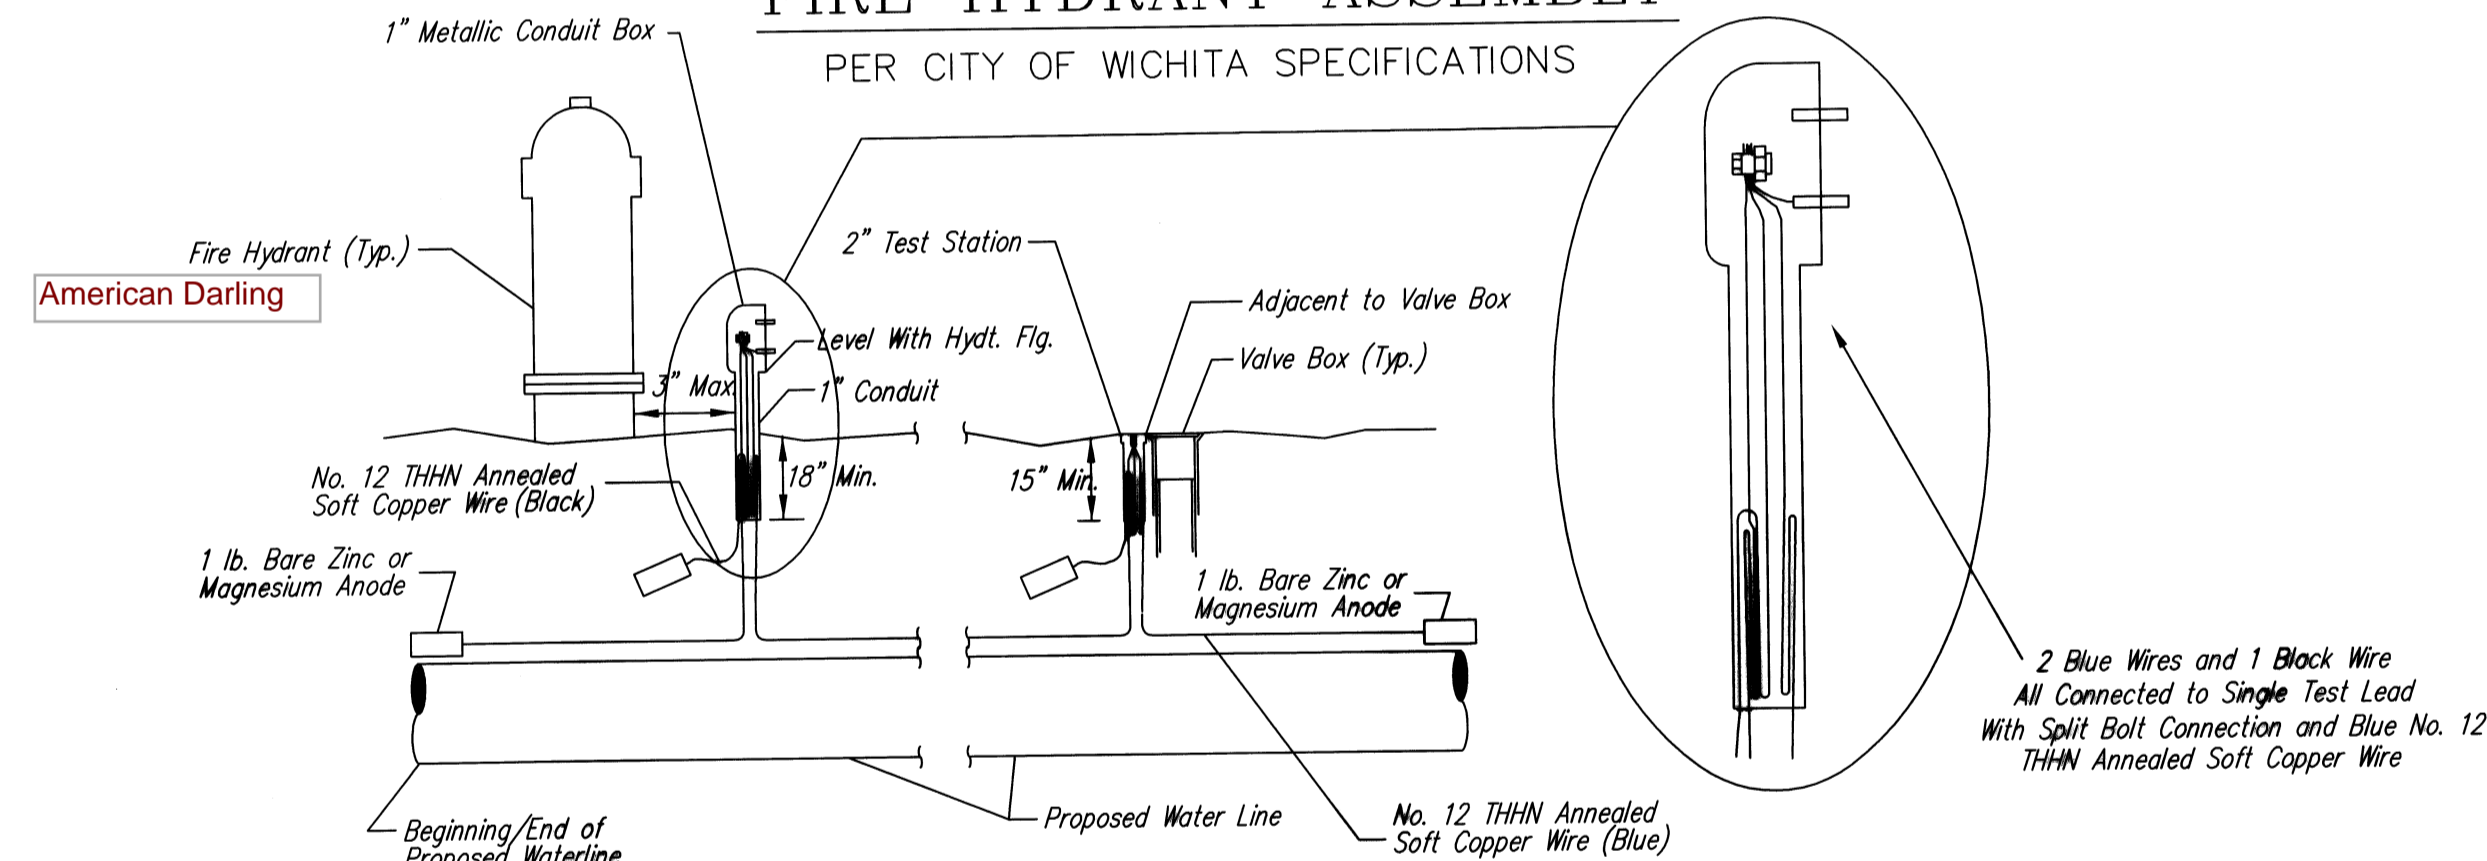 FIRE HYDRANT ASSEMBLY
PER CITY OF WICHITA SPECIFICATIONS
1" Metallic Conduit Box
Fire Hydrant (Typ.)
American Darling
2" Test Station
Adjacent to Valve Box
Level With Hydt. Flg.
Valve Box (Typ.)
3" Max.
1" Conduit
No. 12 THHN Annealed
Soft Copper Wire (Black)
18" Min.
15" Min.
1 lb. Bare Zinc or
Magnesium Anode
1 lb. Bare Zinc or
Magnesium Anode
2 Blue Wires and 1 Black Wire
All Connected to Single Test Lead
With Split Bolt Connection and Blue No. 12
THHN Annealed Soft Copper Wire
Beginning/End of
Proposed Waterline
Proposed Water Line
No. 12 THHN Annealed
Soft Copper Wire (Blue)